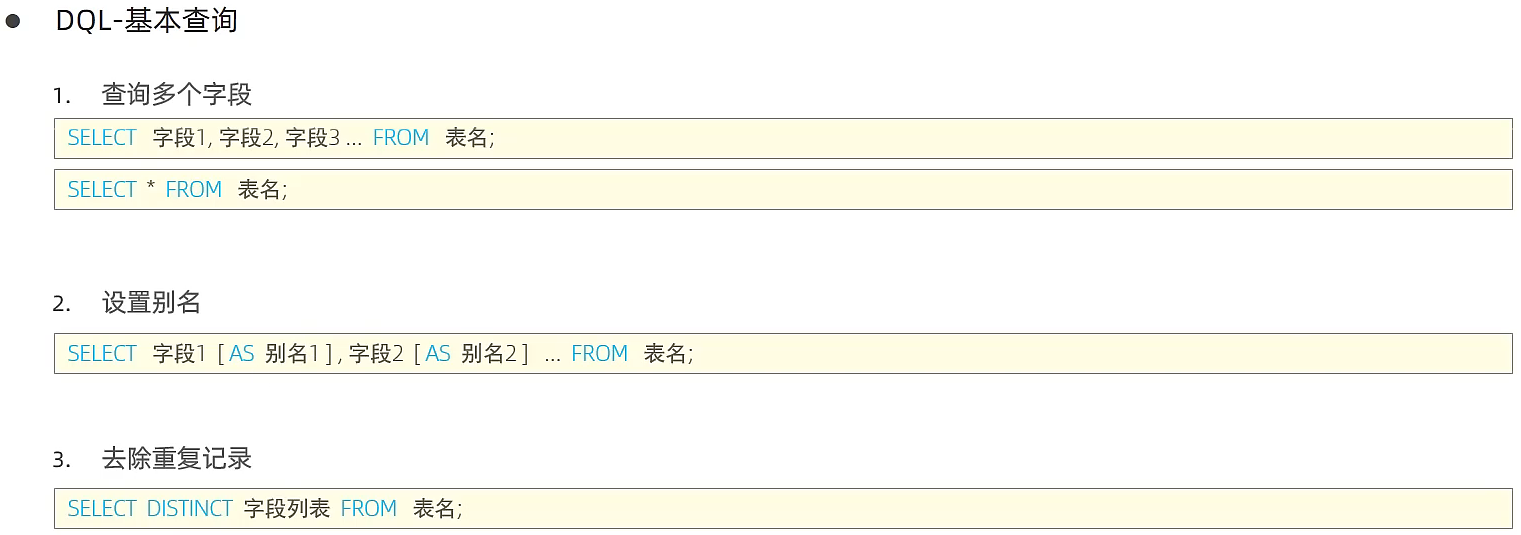 ● DQL-基本查询
1. 查询多个字段
SELECT 字段1, 字段2, 字段3 ... FROM 表名;
SELECT * FROM 表名;
2. 设置别名
SELECT 字段1 [ AS 别名1 ] , 字段2 [ AS 别名2 ] ... FROM 表名;
3. 去除重复记录
SELECT DISTINCT 字段列表 FROM 表名;